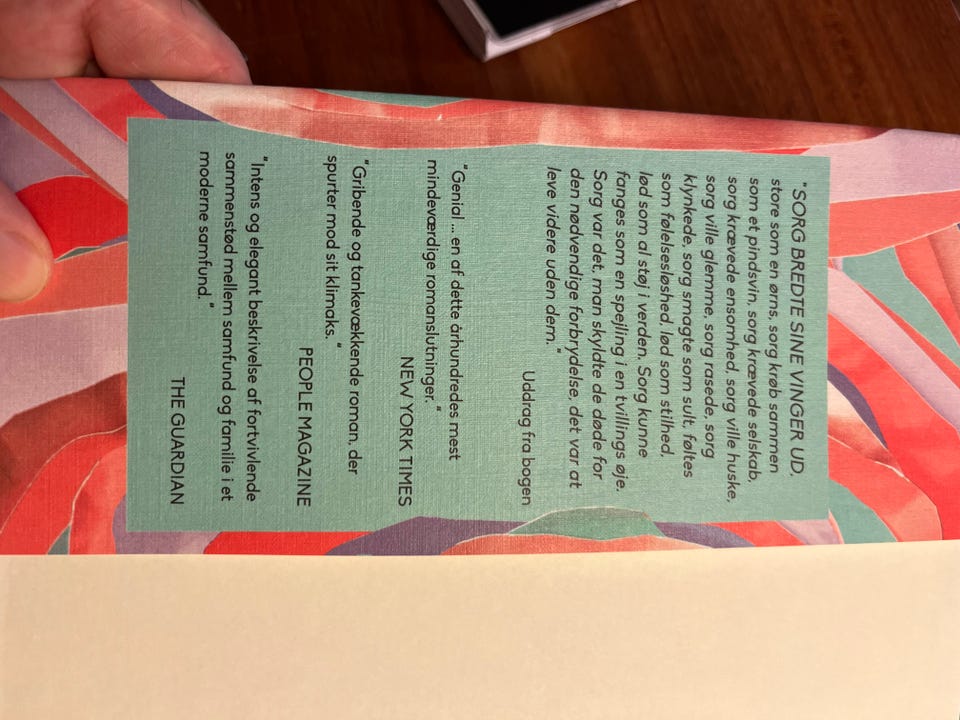 "SORG BREDTE SINE VINGER UD,
store som en ørns, sorg krøb sammen
som et pindsvin, sorg krævede selskab,
sorg krævede ensomhed, sorg ville huske,
sorg ville glemme, sorg rasede, sorg
klynkede, sorg smagte som sult, føltes
som følelsesløshed, lød som stilhed,
lød som al støj i verden. Sorg kunne
fanges som en spejling i en tvillings øje.
Sorg var det, man skyldte de døde for
den nødvendige forbrydelse, det var at
leve videre uden dem."
Uddrag fra bogen
"Genial ... en af dette århundredes mest
mindeværdige romanslutninger."
NEW YORK TIMES
"Gribende og tankevækkende roman, der
spurter mod sit klimaks."
PEOPLE MAGAZINE
"Intens og elegant beskrivelse af fortvivlende
sammenstød mellem samfund og familie i et
moderne samfund."
THE GUARDIAN